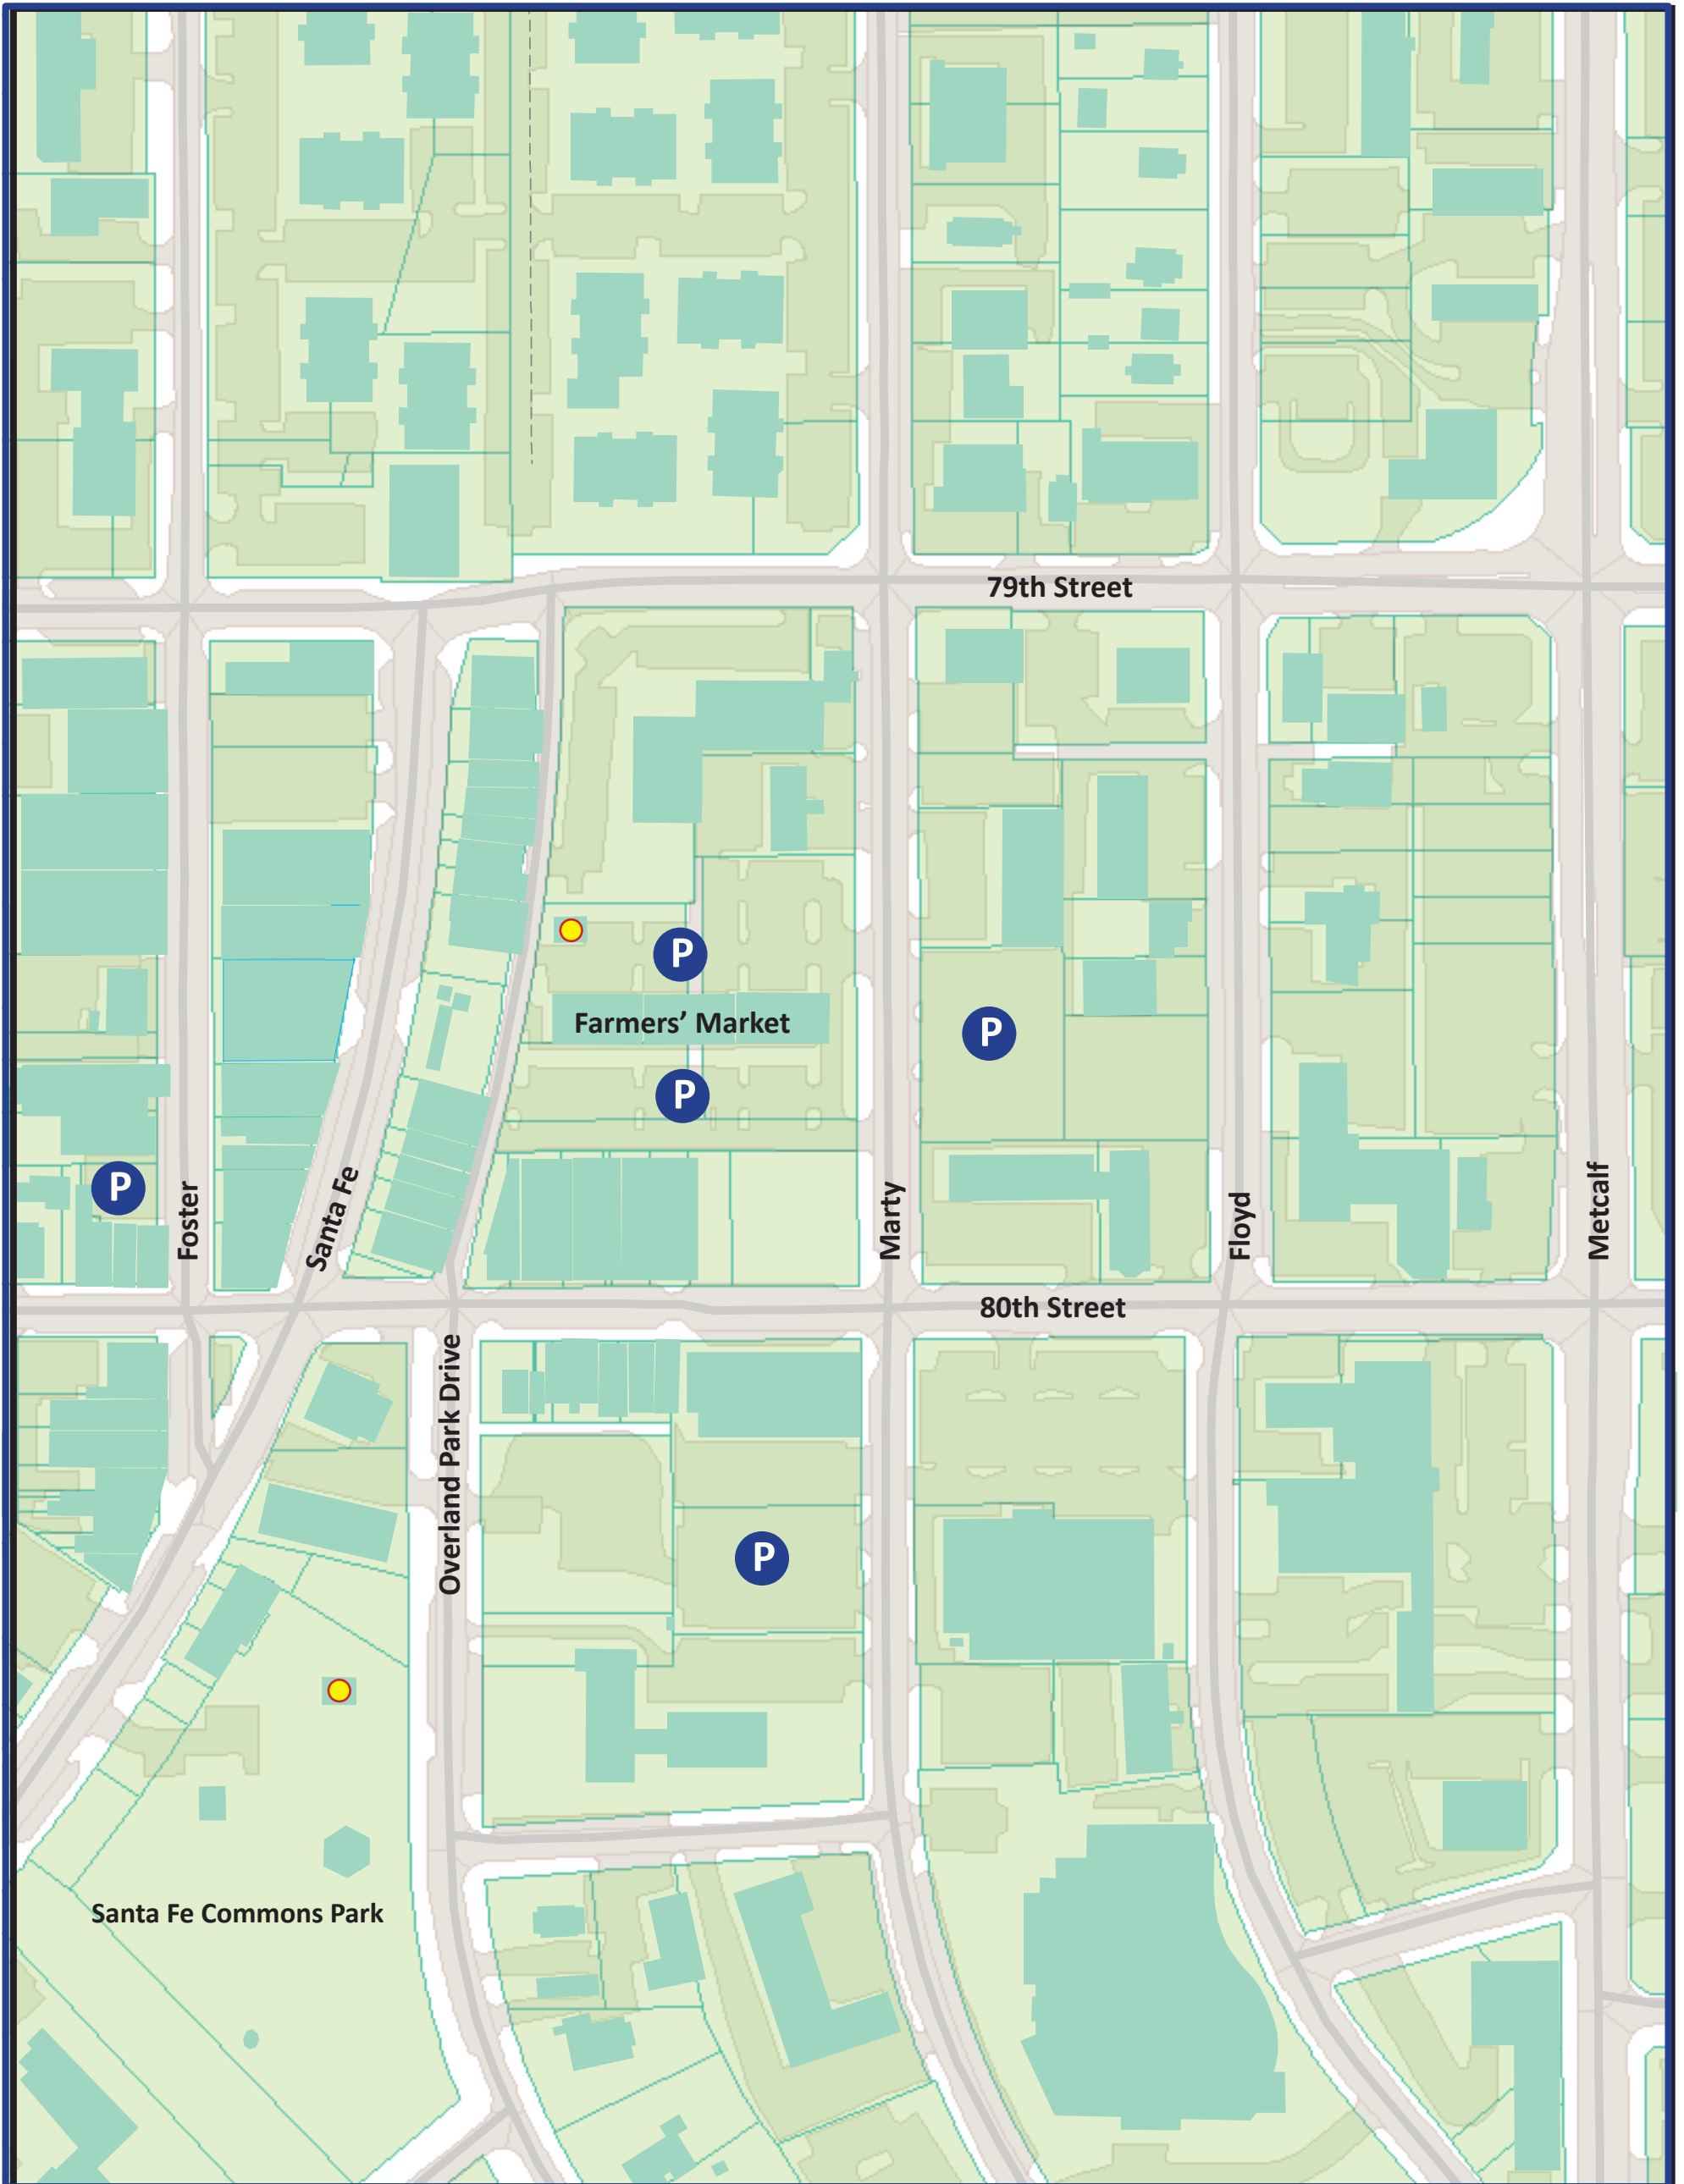 79th Street
P
Farmers’ Market
P
P
P
Foster
Santa Fe
Marty
Floyd
Metcalf
80th Street
Overland Park Drive
P
Santa Fe Commons Park